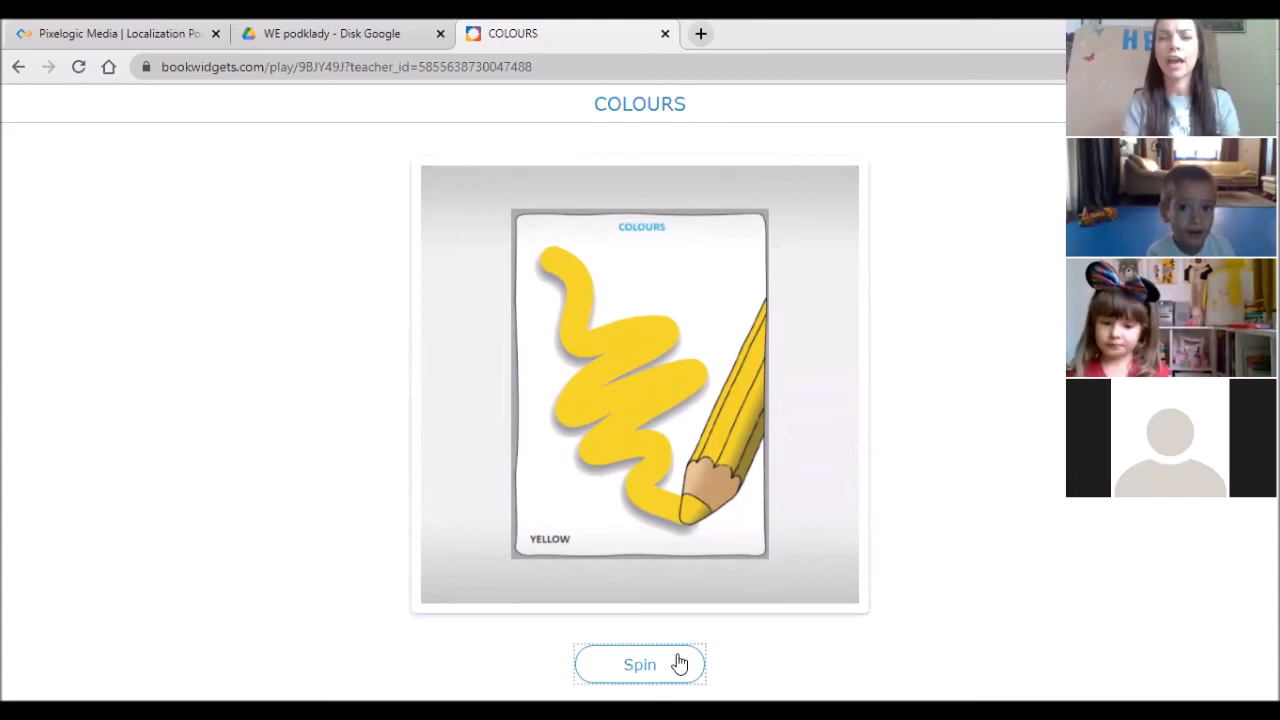 Pixelogic Media | Localization Po
WE podklady - Disk Google
COLOURS
bookwidgets.com/play/9BJY49J?teacher_id=5855638730047488
COLOURS
COLOURS
YELLOW
Spin
HE